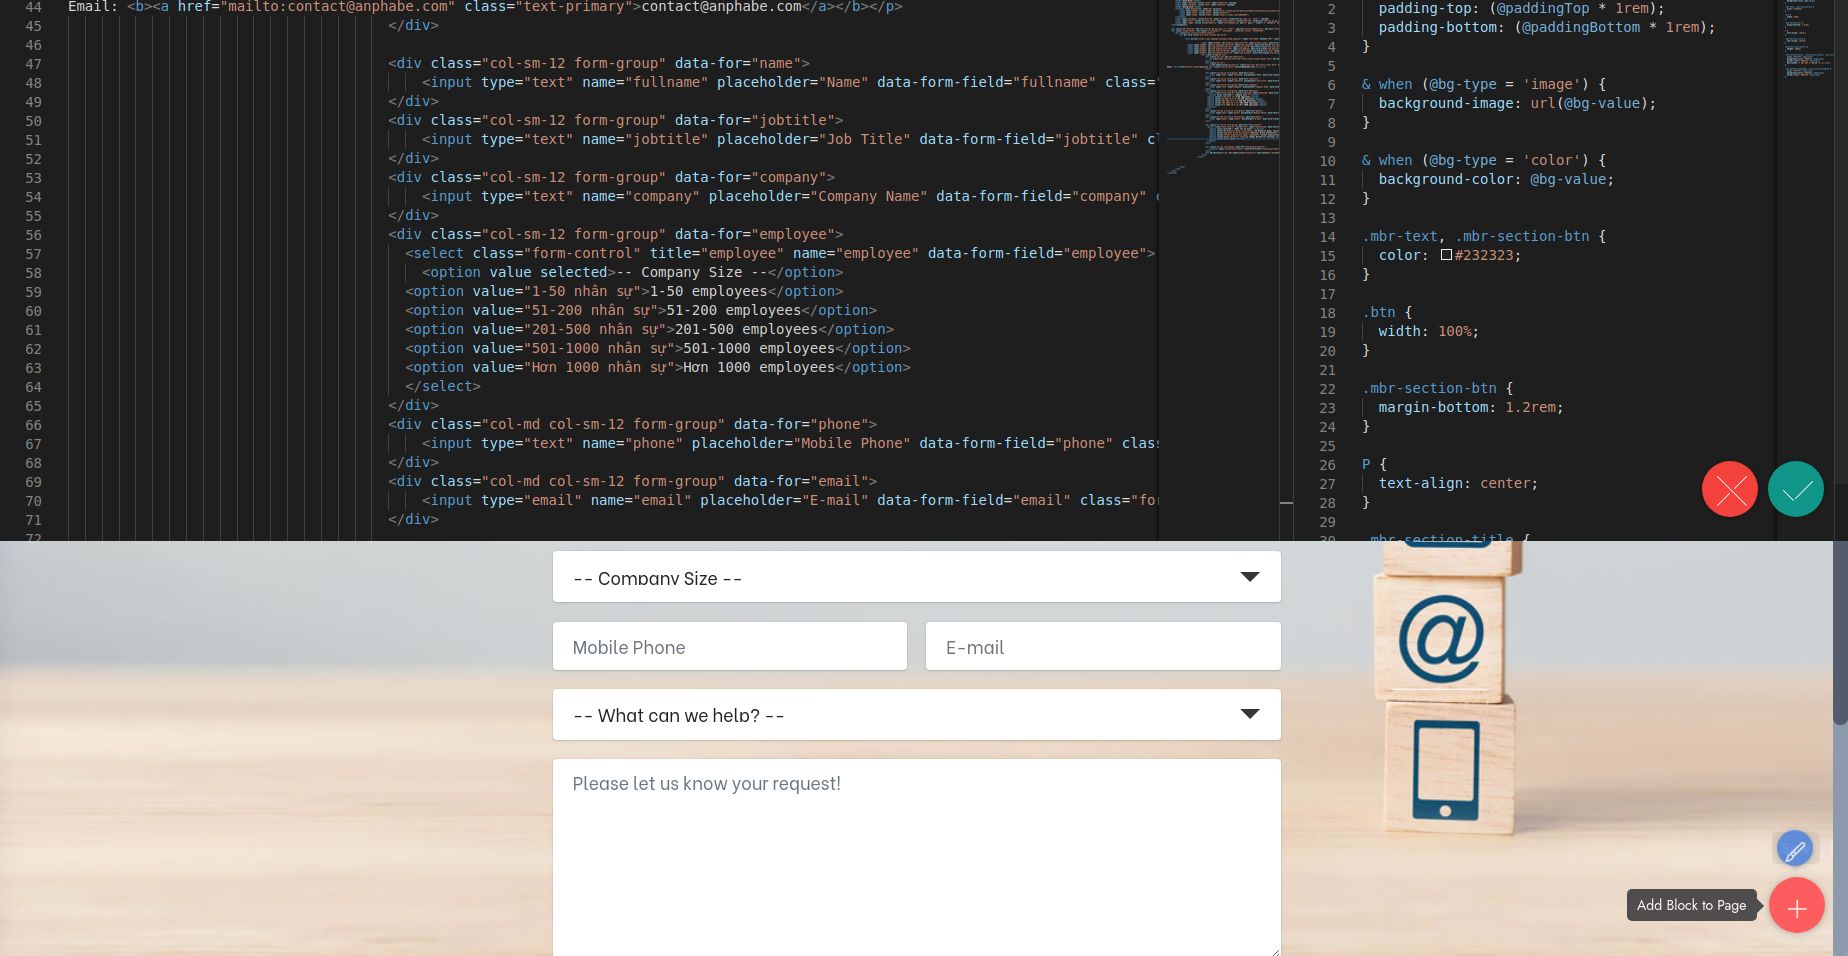 44 Email: <b><a href="mailto:contact@anphabe.com" class="text-primary">contact@anphabe.com</a></b></p>
45 </div>
46
47 <div class="col-sm-12 form-group" data-for="name">
48 <input type="text" name="fullname" placeholder="Name" data-form-field="fullname" class="
49 </div>
50 <div class="col-sm-12 form-group" data-for="jobtitle">
51 <input type="text" name="jobtitle" placeholder="Job Title" data-form-field="jobtitle" cl
52 </div>
53 <div class="col-sm-12 form-group" data-for="company">
54 <input type="text" name="company" placeholder="Company Name" data-form-field="company" c
55 </div>
56 <div class="col-sm-12 form-group" data-for="employee">
57 <select class="form-control" title="employee" name="employee" data-form-field="employee">
58 <option value selected>-- Company Size --</option>
59 <option value="1-50 nhân sự">1-50 employees</option>
60 <option value="51-200 nhân sự">51-200 employees</option>
61 <option value="201-500 nhân sự">201-500 employees</option>
62 <option value="501-1000 nhân sự">501-1000 employees</option>
63 <option value="Hơn 1000 nhân sự">Hơn 1000 employees</option>
64 </select>
65 </div>
66 <div class="col-md col-sm-12 form-group" data-for="phone">
67 <input type="text" name="phone" placeholder="Mobile Phone" data-form-field="phone" clas
68 </div>
69 <div class="col-md col-sm-12 form-group" data-for="email">
70 <input type="email" name="email" placeholder="E-mail" data-form-field="email" class="for
71 </div>
72
2 padding-top: (@paddingTop * 1rem);
3 padding-bottom: (@paddingBottom * 1rem);
4 }
5
6 & when (@bg-type = 'image') {
7 background-image: url(@bg-value);
8 }
9
10 & when (@bg-type = 'color') {
11 background-color: @bg-value;
12 }
13
14 .mbr-text, .mbr-section-btn {
15 color: #232323;
16 }
17
18 .btn {
19 width: 100%;
20 }
21
22 .mbr-section-btn {
23 margin-bottom: 1.2rem;
24 }
25
26 P {
27 text-align: center;
28 }
29
30 .mbr-section-title {
-- Company Size --
Mobile Phone
E-mail
@
-- What can we help? --
Please let us know your request!
Add Block to Page